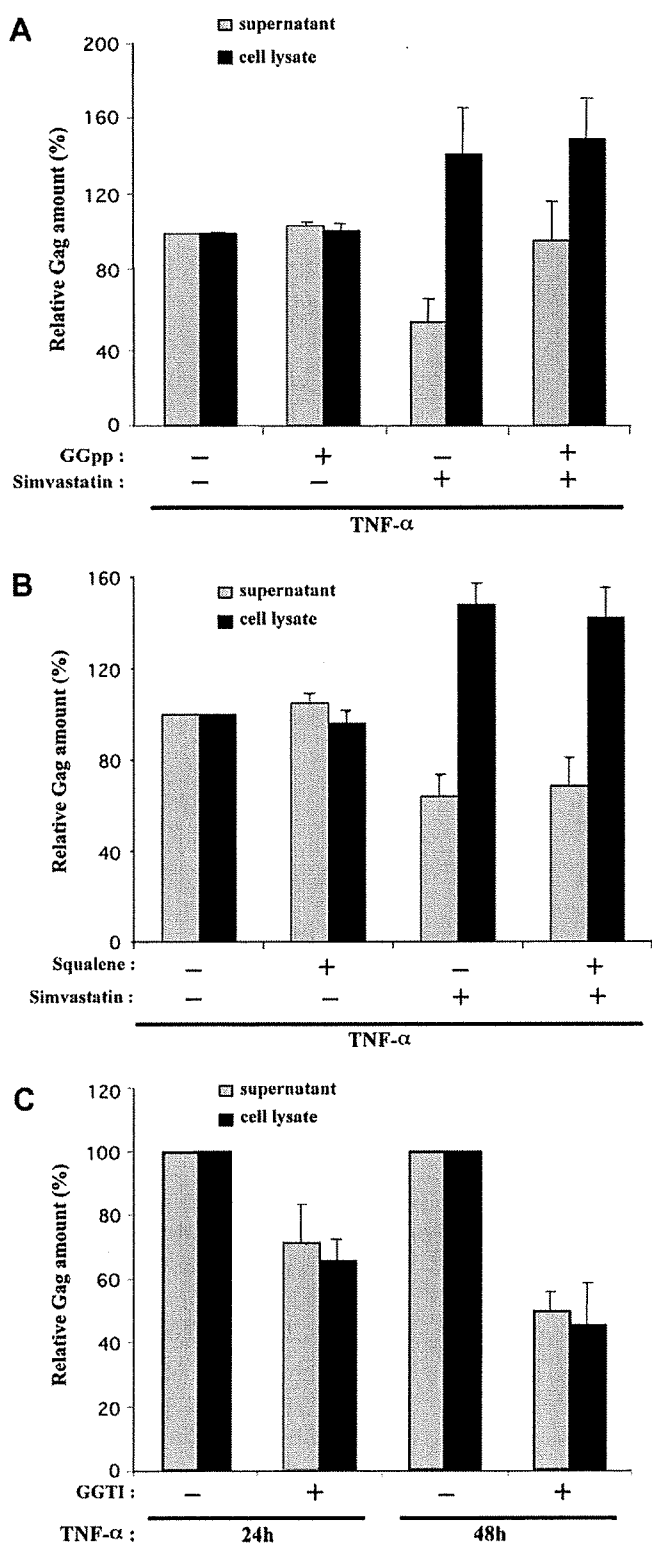 A
supernatant
cell lysate
200
160
120
80
40
0
Relative Gag amount (%)
GGpp : – + – +
Simvastatin : – – + +
TNF-α
B
supernatant
cell lysate
160
120
80
40
0
Relative Gag amount (%)
Squalene : – + – +
Simvastatin : – – + +
TNF-α
C
supernatant
cell lysate
120
100
80
60
40
20
0
Relative Gag amount (%)
GGTI : – + – +
TNF-α : 24h 48h